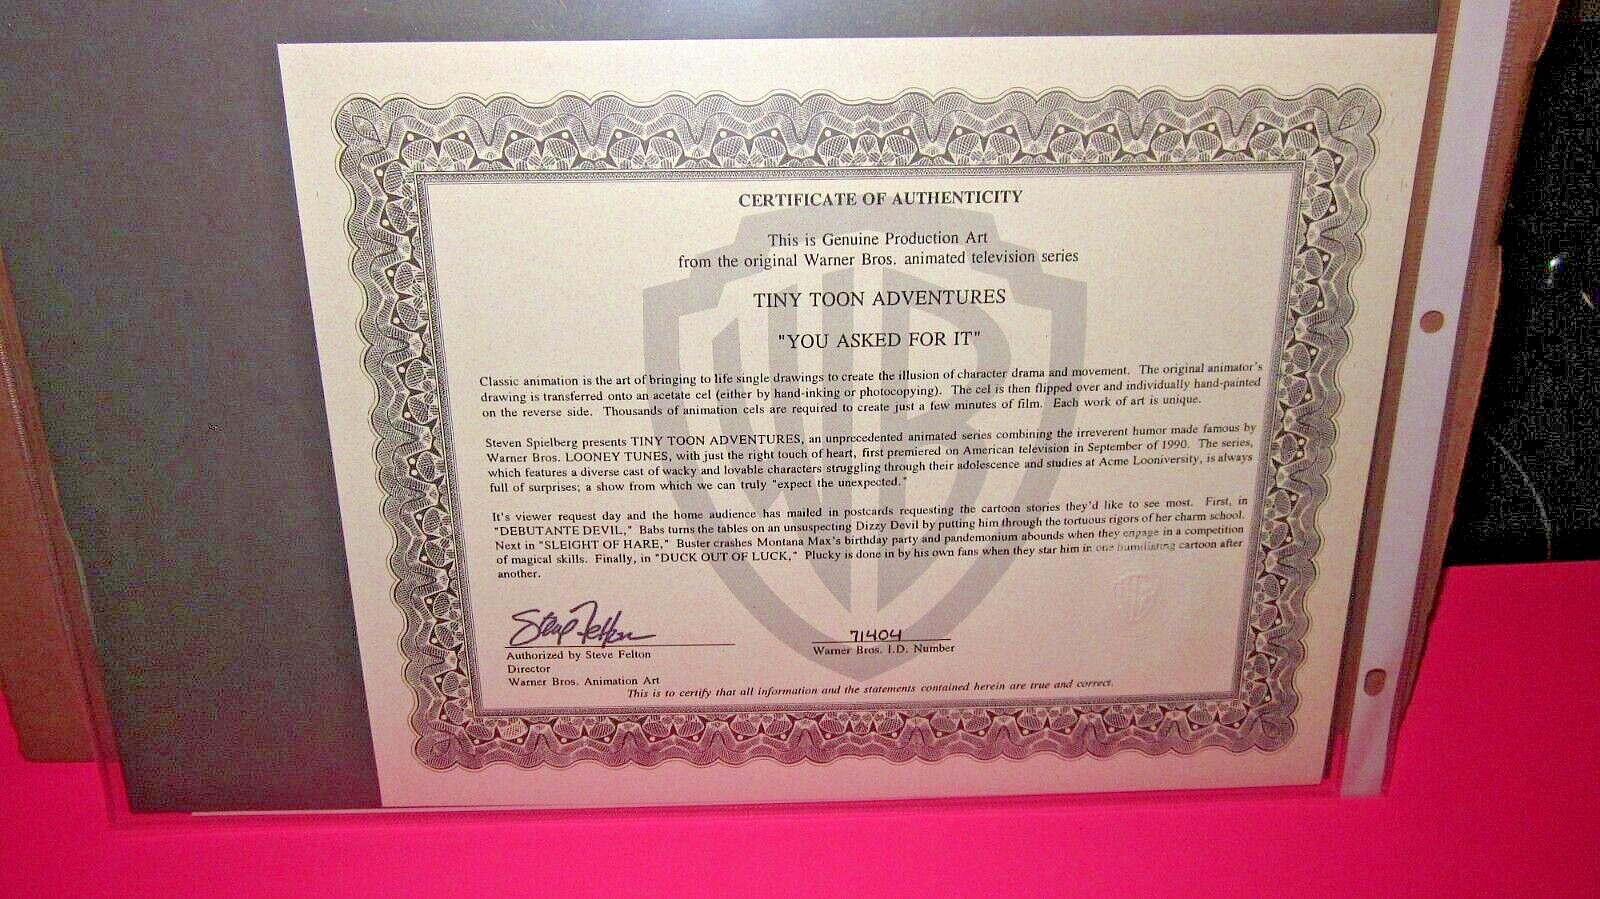 CERTIFICATE OF AUTHENTICITY
This is Genuine Production Art
from the original Warner Bros. animated television series
TINY TOON ADVENTURES
"YOU ASKED FOR IT"
Classic animation is the art of bringing to life single drawings to create the illusion of character drama and movement. The original animator's
drawing is transferred onto an acetate cel (either by hand-inking or photocopying). The cel is then flipped over and individually hand-painted
on the reverse side. Thousands of animation cels are required to create just a few minutes of film. Each work of art is unique.
Steven Spielberg presents TINY TOON ADVENTURES, an unprecedented animated series combining the irreverent humor made famous by
Warner Bros. LOONEY TUNES, with just the right touch of heart, first premiered on American television in September of 1990. The series,
which features a diverse cast of wacky and lovable characters struggling through their adolescence and studies at Acme Looniversity, is always
full of surprises; a show from which we can truly "expect the unexpected."
It's viewer request day and the home audience has mailed in postcards requesting the cartoon stories they'd like to see most. First, in
"DEBUTANTE DEVIL," Babs turns the tables on an unsuspecting Dizzy Devil by putting him through the tortuous rigors of her charm school.
Next in "SLEIGHT OF HARE," Buster crashes Montana Max's birthday party and pandemonium abounds when they engage in a competition
of magical skills. Finally, in "DUCK OUT OF LUCK," Plucky is done in by his own fans when they star him in one humiliating cartoon after
another.
Steve Felton
71404
Authorized by Steve Felton
Warner Bros. I.D. Number
Director
Warner Bros. Animation Art
This is to certify that all information and the statements contained herein are true and correct.